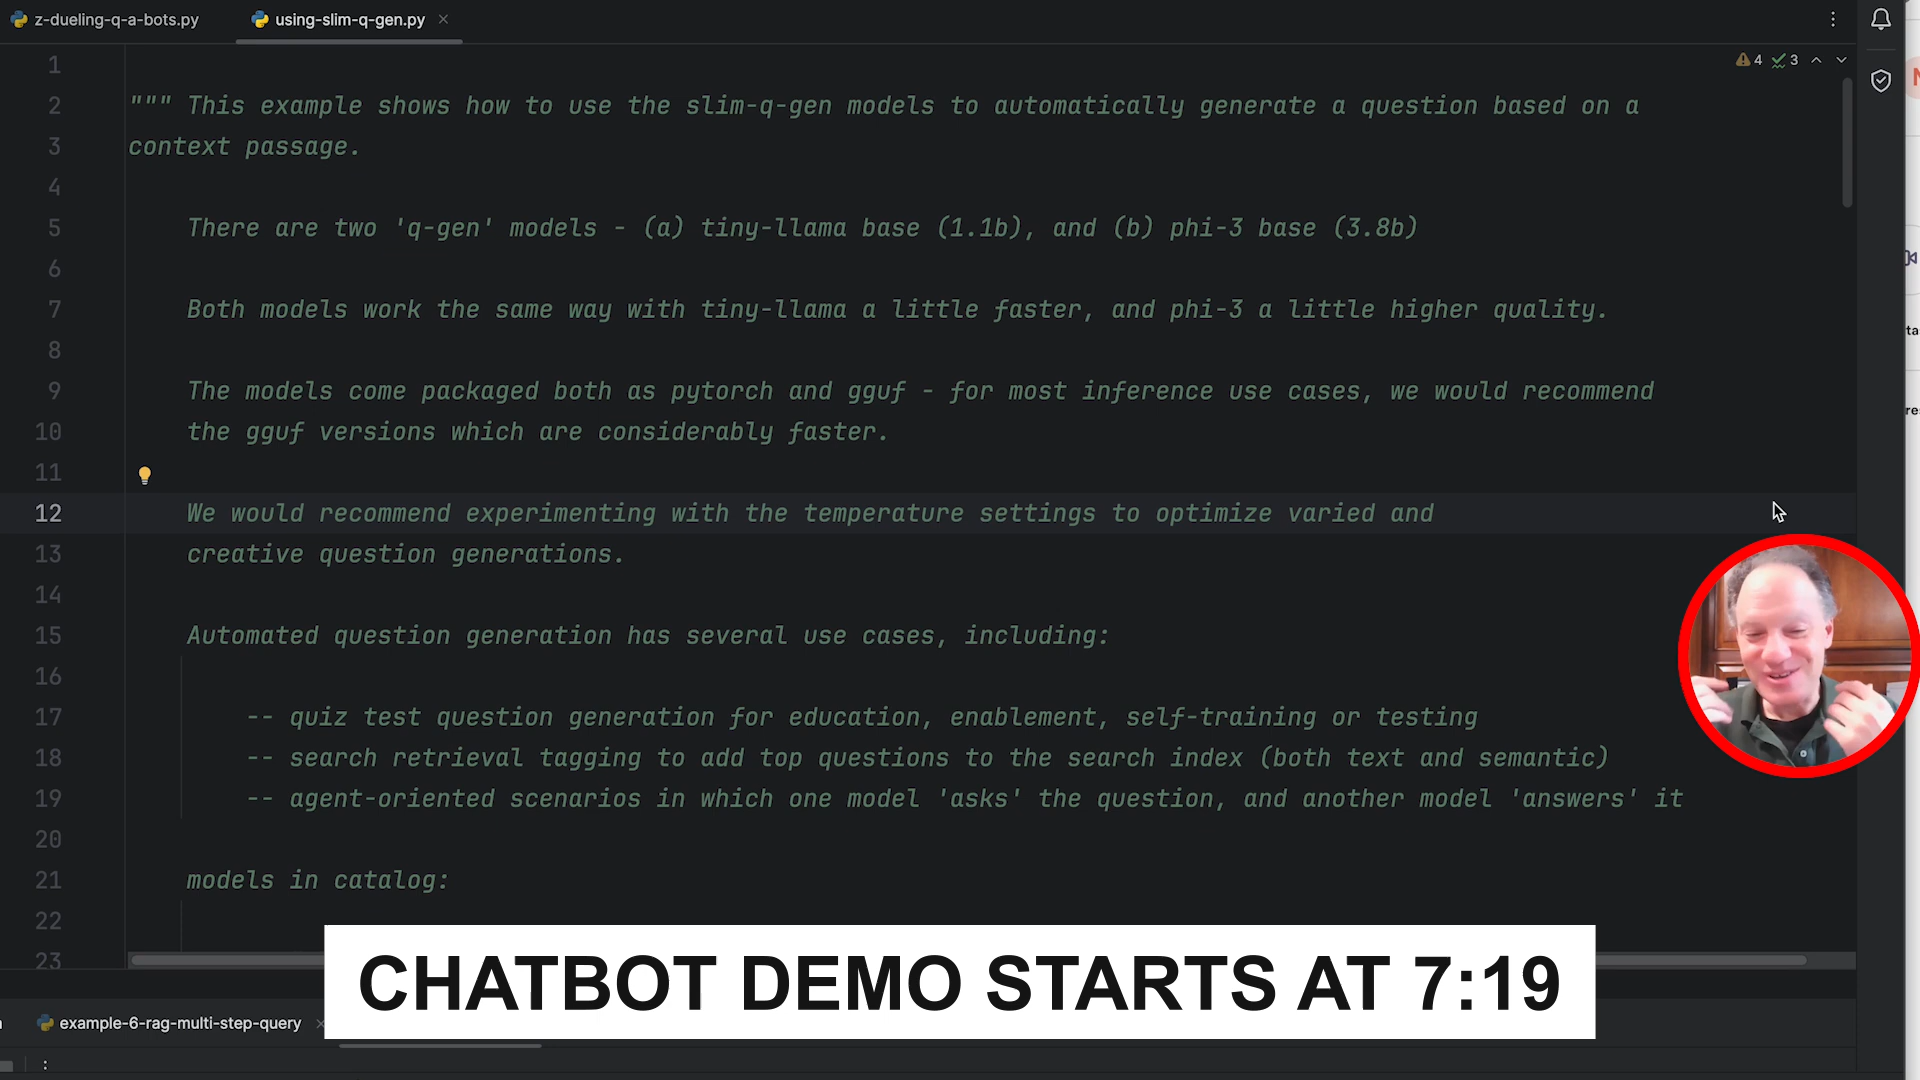 z-dueling-q-a-bots.py
using-slim-q-gen.py
4 3
1
2 """ This example shows how to use the slim-q-gen models to automatically generate a question based on a
3 context passage.
4
5 There are two 'q-gen' models - (a) tiny-llama base (1.1b), and (b) phi-3 base (3.8b)
6
7 Both models work the same way with tiny-llama a little faster, and phi-3 a little higher quality.
8
9 The models come packaged both as pytorch and gguf - for most inference use cases, we would recommend
10 the gguf versions which are considerably faster.
11
12 We would recommend experimenting with the temperature settings to optimize varied and
13 creative question generations.
14
15 Automated question generation has several use cases, including:
16
17 -- quiz test question generation for education, enablement, self-training or testing
18 -- search retrieval tagging to add top questions to the search index (both text and semantic)
19 -- agent-oriented scenarios in which one model 'asks' the question, and another model 'answers' it
20
21 models in catalog:
22
23
CHATBOT DEMO STARTS AT 7:19
example-6-rag-multi-step-query